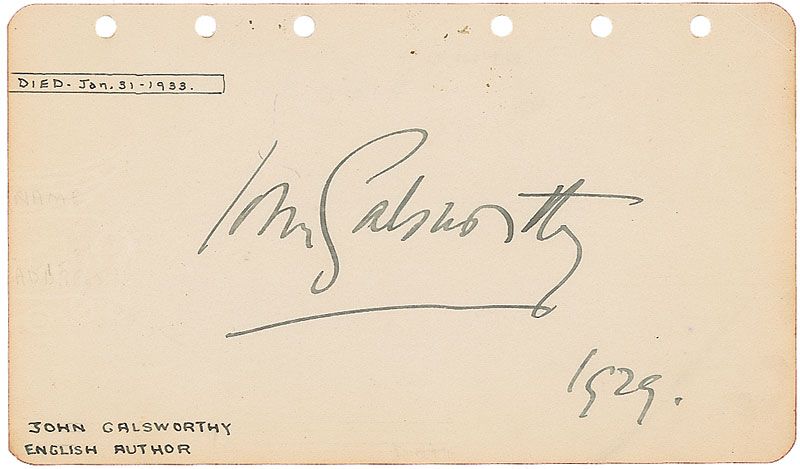 DIED- Jan. 31-1933.
John Galsworthy
1929.
JOHN GALSWORTHY
ENGLISH AUTHOR